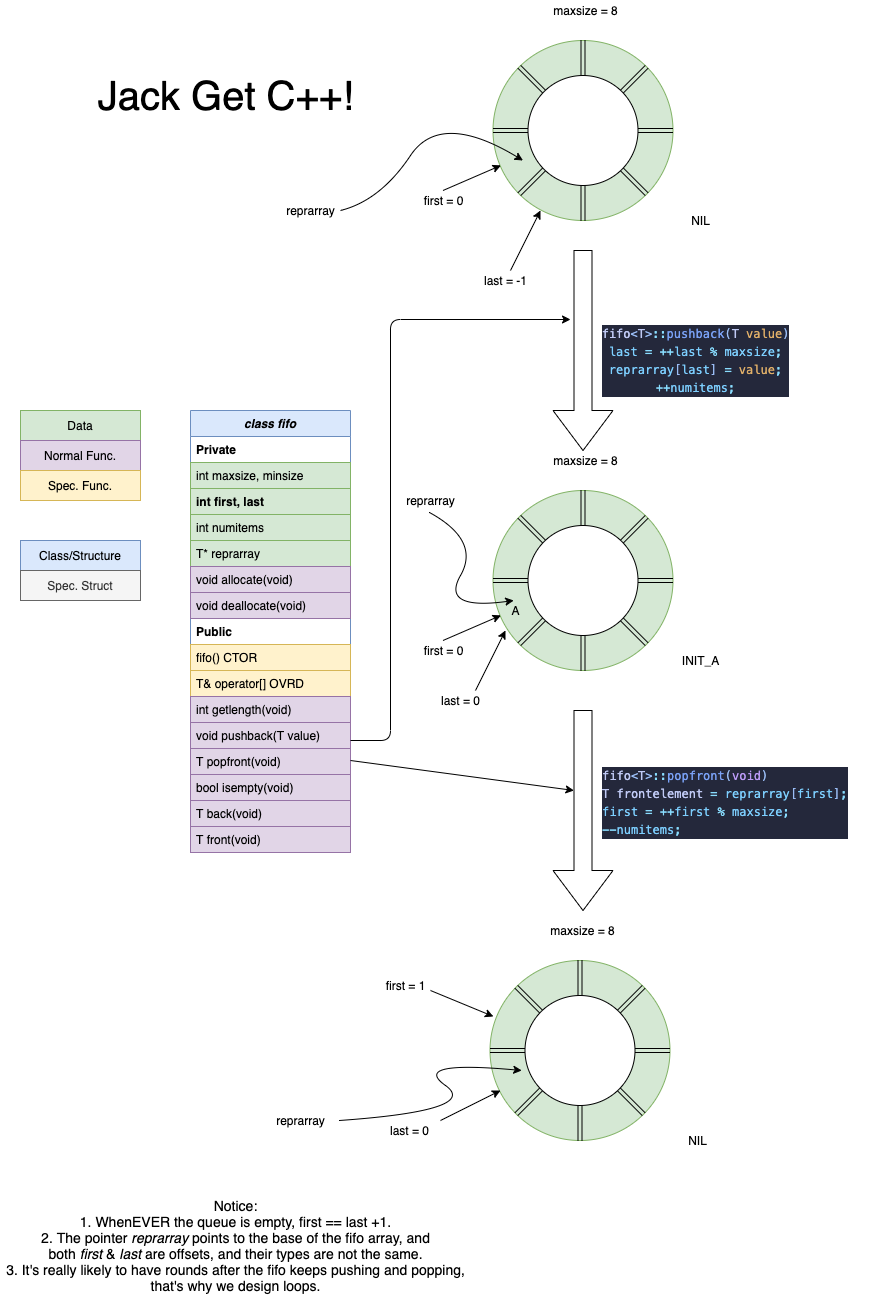 maxsize = 8
Jack Get C++!
reprarray
first = 0
last = -1
NIL
fifo<T>::pushback(T value)
last = ++last % maxsize;
reprarray[last] = value;
++numitems;
Data
Normal Func.
Spec. Func.
Class/Structure
Spec. Struct
class fifo
Private
int maxsize, minsize
int first, last
int numitems
T* reprarray
void allocate(void)
void deallocate(void)
Public
fifo() CTOR
T& operator[] OVRD
int getlength(void)
void pushback(T value)
T popfront(void)
bool isempty(void)
T back(void)
T front(void)
maxsize = 8
reprarray
A
first = 0
last = 0
INIT_A
fifo<T>::popfront(void)
T frontelement = reprarray[first];
first = ++first % maxsize;
--numitems;
maxsize = 8
first = 1
reprarray
last = 0
NIL
Notice:
1. WhenEVER the queue is empty, first == last +1.
2. The pointer reprarray points to the base of the fifo array, and
both first & last are offsets, and their types are not the same.
3. It's really likely to have rounds after the fifo keeps pushing and popping,
that's why we design loops.